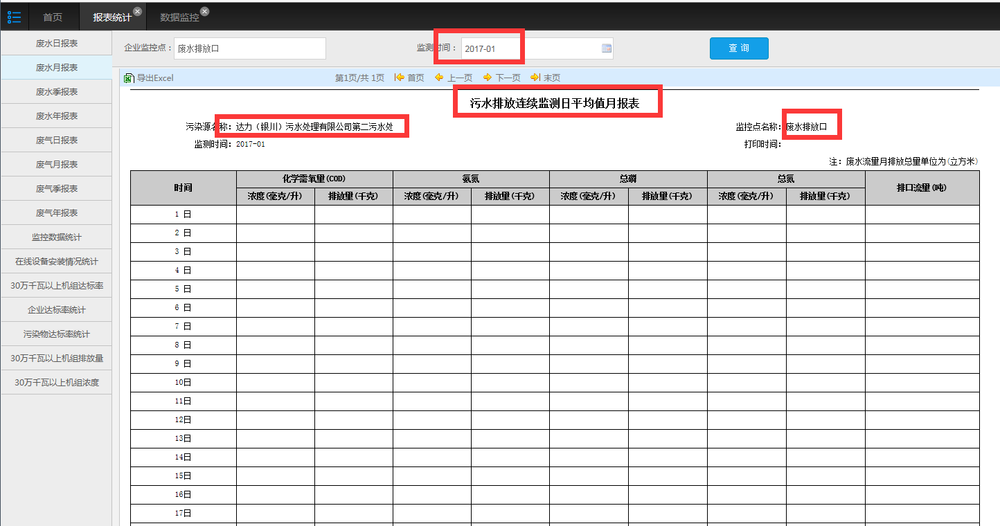 首页
报表统计
数据监控
废水日报表
废水月报表
废水季报表
废水年报表
废气日报表
废气月报表
废气季报表
废气年报表
监控数据统计
在线设备安装情况统计
30万千瓦以上机组达标率
企业达标率统计
污染物达标率统计
30万千瓦以上机组排放量
30万千瓦以上机组浓度
企业监控点： 废水排放口 监测时间： 2017-01 查 询
导出Excel 第1页/共 1页 首页 上一页 下一页 末页
污水排放连续监测日平均值月报表
污染源名称：达力（银川）污水处理有限公司第二污水处 监控点名称：废水排放口
监测时间：2017-01 打印时间：
注：废水流量月排放总量单位为(立方米)
时间 化学需氧量(COD) 氨氮 总磷 总氮 排口流量(吨)
浓度(毫克/升) 排放量(千克) 浓度(毫克/升) 排放量(千克) 浓度(毫克/升) 排放量(千克) 浓度(毫克/升) 排放量(千克)
1 日
2 日
3 日
4 日
5 日
6 日
7 日
8 日
9 日
10日
11日
12日
13日
14日
15日
16日
17日